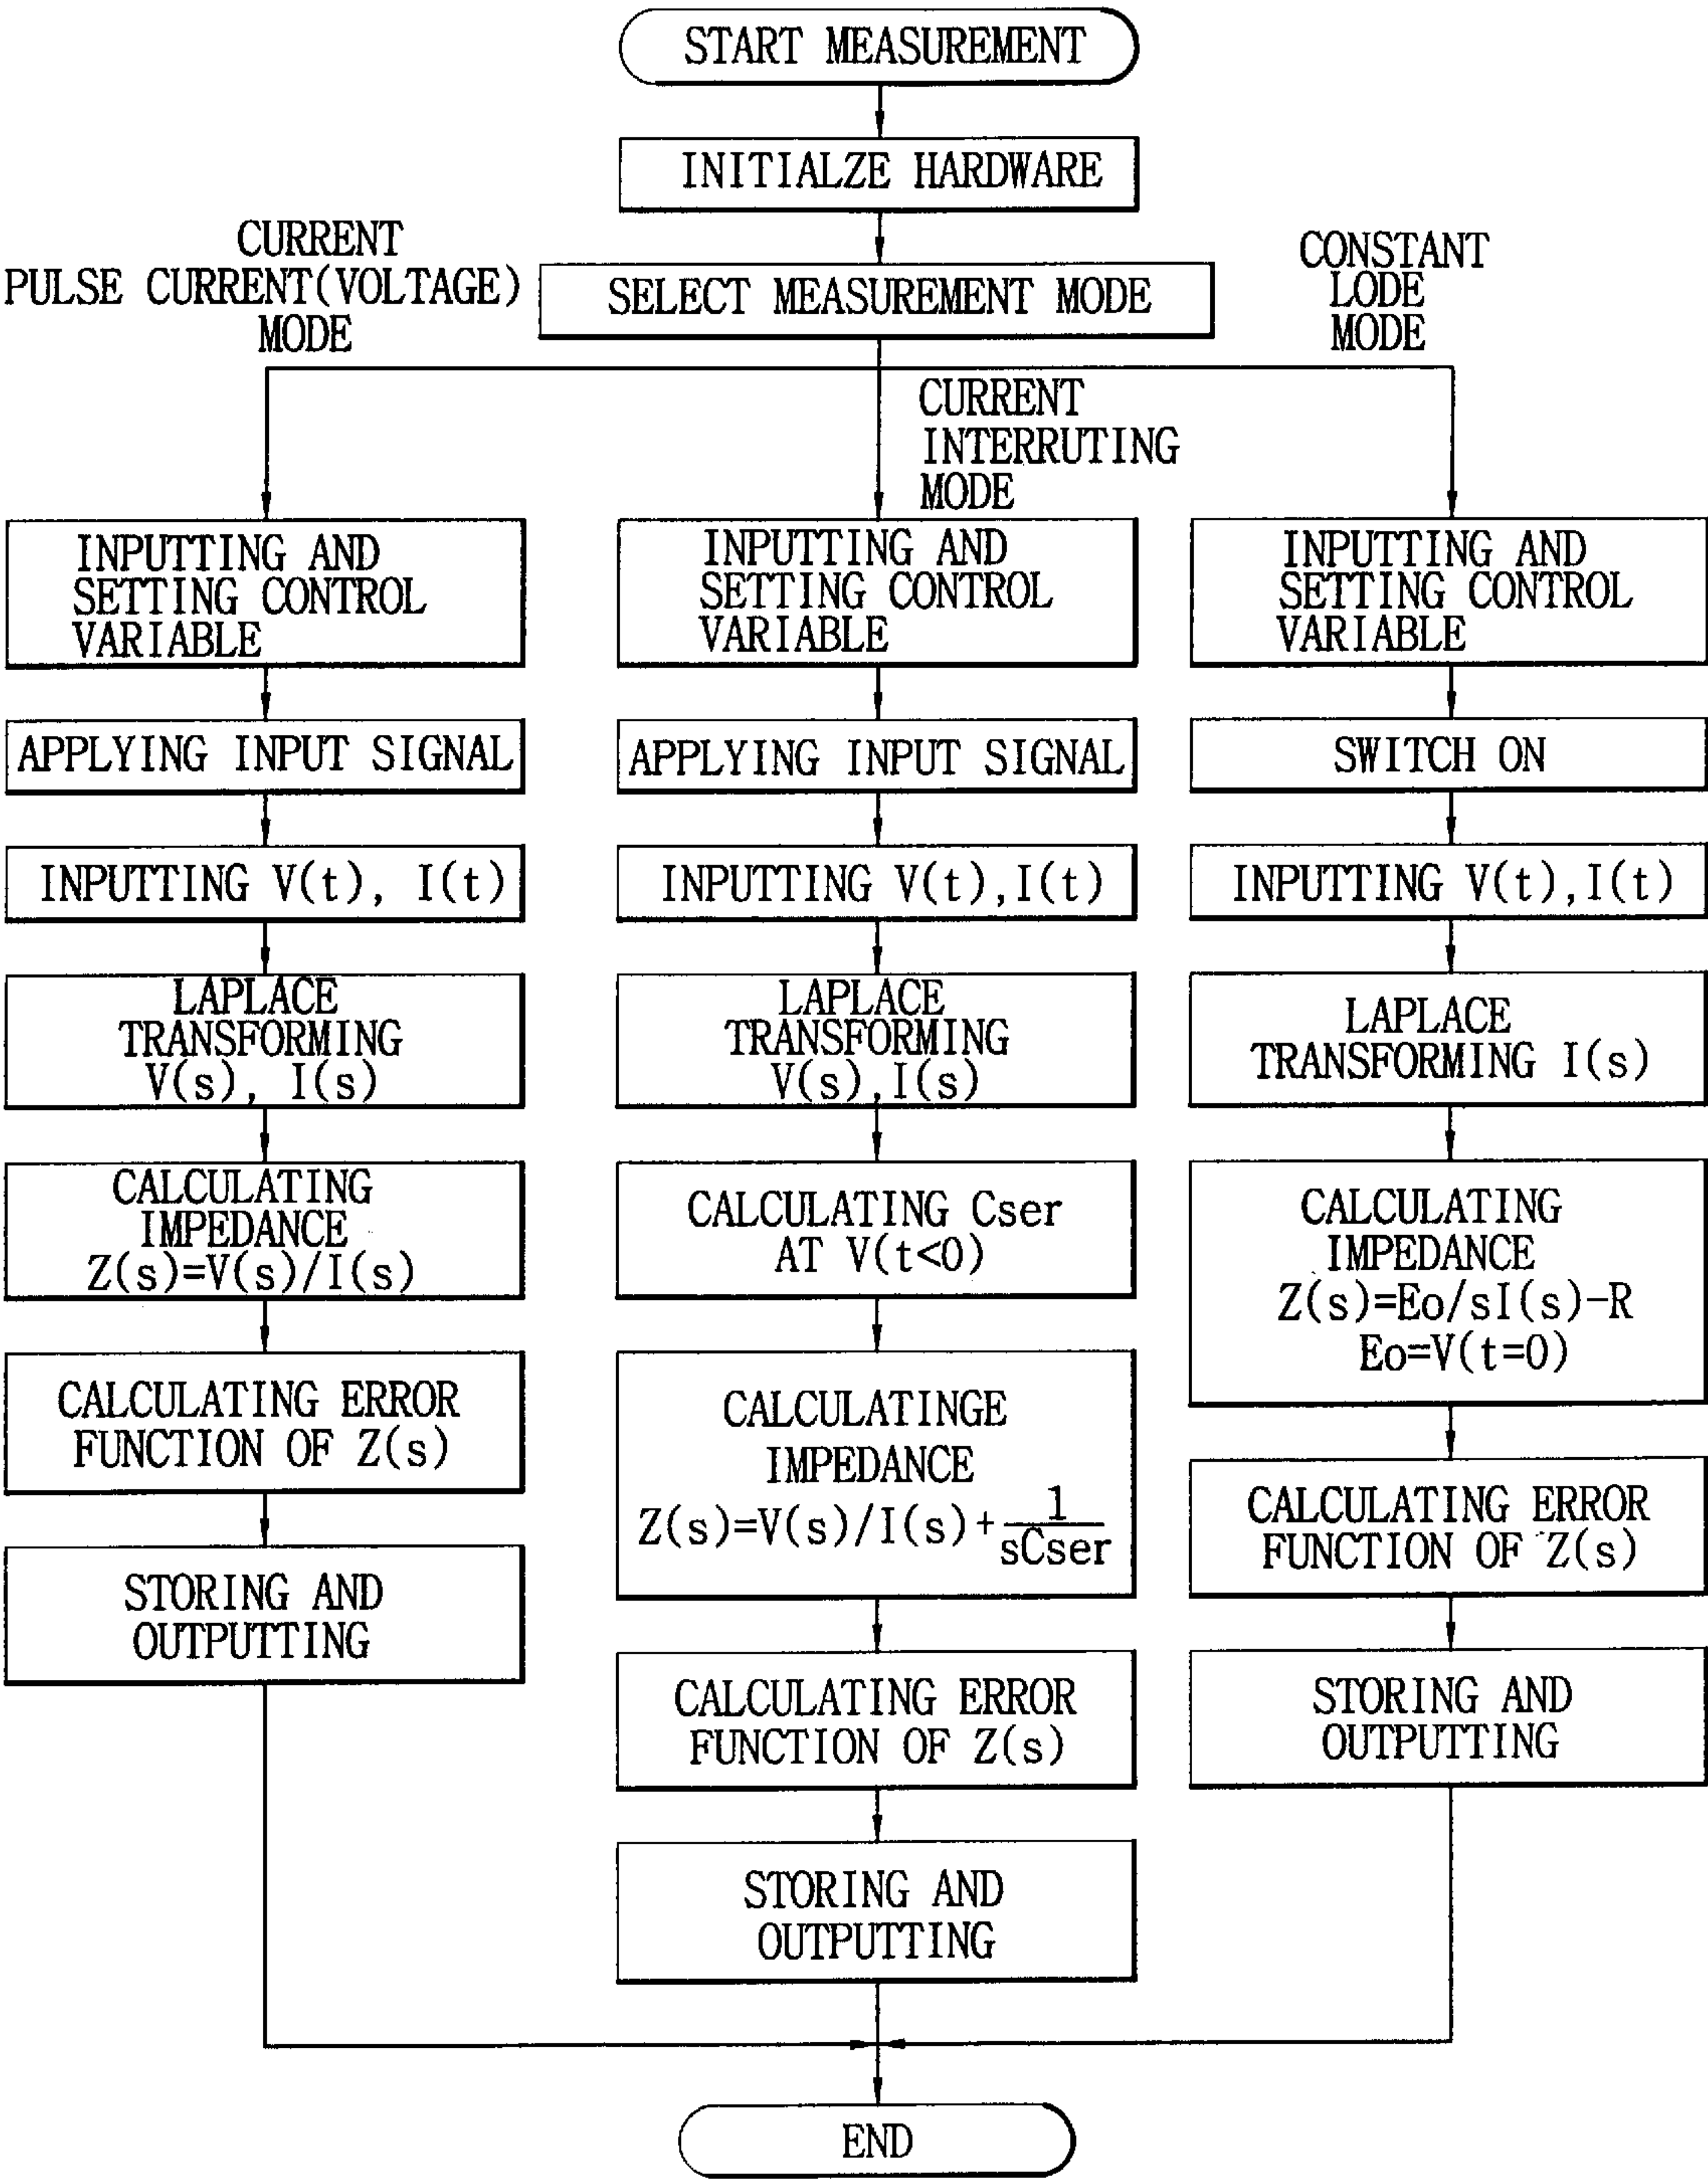 START MEASUREMENT
INITIALZE HARDWARE
SELECT MEASUREMENT MODE
CURRENT
PULSE CURRENT(VOLTAGE)
MODE
INPUTTING AND
SETTING CONTROL
VARIABLE
APPLYING INPUT SIGNAL
INPUTTING V(t), I(t)
LAPLACE
TRANSFORMING
V(s), I(s)
CALCULATING
IMPEDANCE
Z(s)=V(s)/I(s)
CALCULATING ERROR
FUNCTION OF Z(s)
STORING AND
OUTPUTTING
CURRENT
INTERRUTING
MODE
INPUTTING AND
SETTING CONTROL
VARIABLE
APPLYING INPUT SIGNAL
INPUTTING V(t),I(t)
LAPLACE
TRANSFORMING
V(s),I(s)
CALCULATING Cser
AT V(t<0)
CALCULATINGE
IMPEDANCE
Z(s)=V(s)/I(s)+1/sCser
CALCULATING ERROR
FUNCTION OF Z(s)
STORING AND
OUTPUTTING
CONSTANT
LODE
MODE
INPUTTING AND
SETTING CONTROL
VARIABLE
SWITCH ON
INPUTTING V(t),I(t)
LAPLACE
TRANSFORMING I(s)
CALCULATING
IMPEDANCE
Z(s)=Eo/sI(s)-R
Eo=V(t=0)
CALCULATING ERROR
FUNCTION OF Z(s)
STORING AND
OUTPUTTING
END